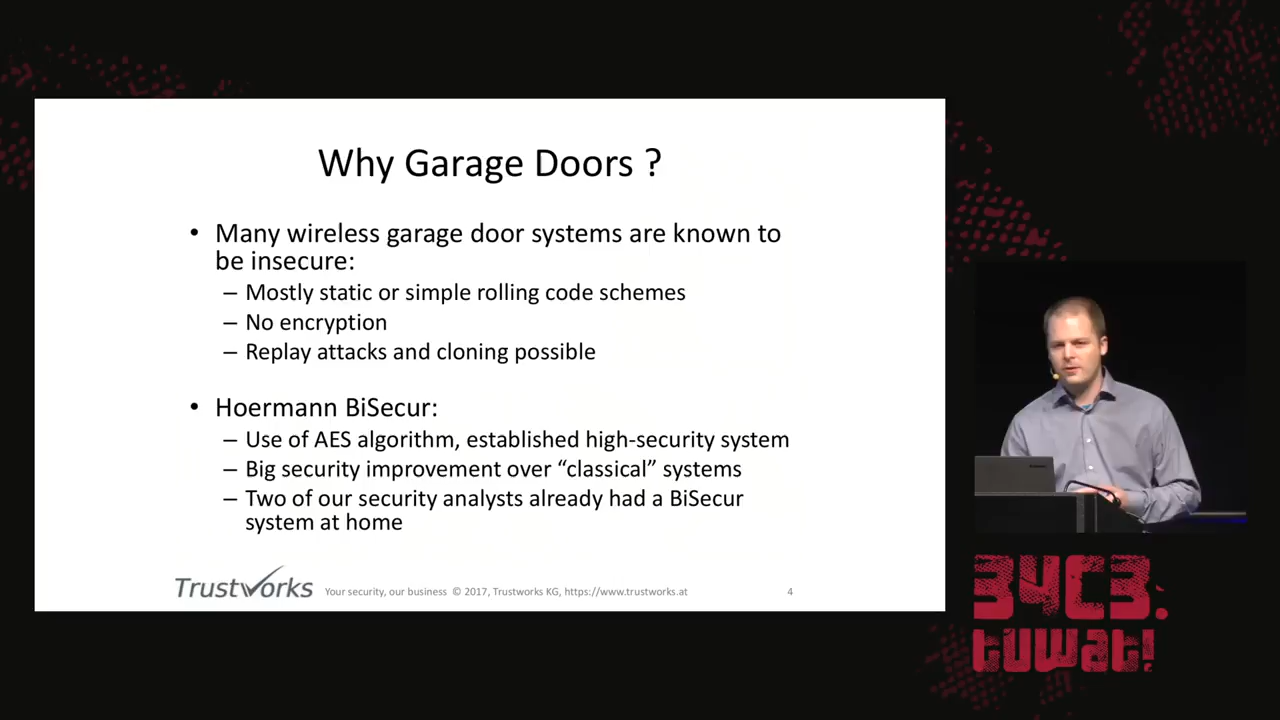 Why Garage Doors ?
• Many wireless garage door systems are known to
be insecure:
– Mostly static or simple rolling code schemes
– No encryption
– Replay attacks and cloning possible
• Hoermann BiSecur:
– Use of AES algorithm, established high-security system
– Big security improvement over “classical” systems
– Two of our security analysts already had a BiSecur
system at home
Trustworks Your security, our business © 2017, Trustworks KG, https://www.trustworks.at 4
34C3.
tuwat!